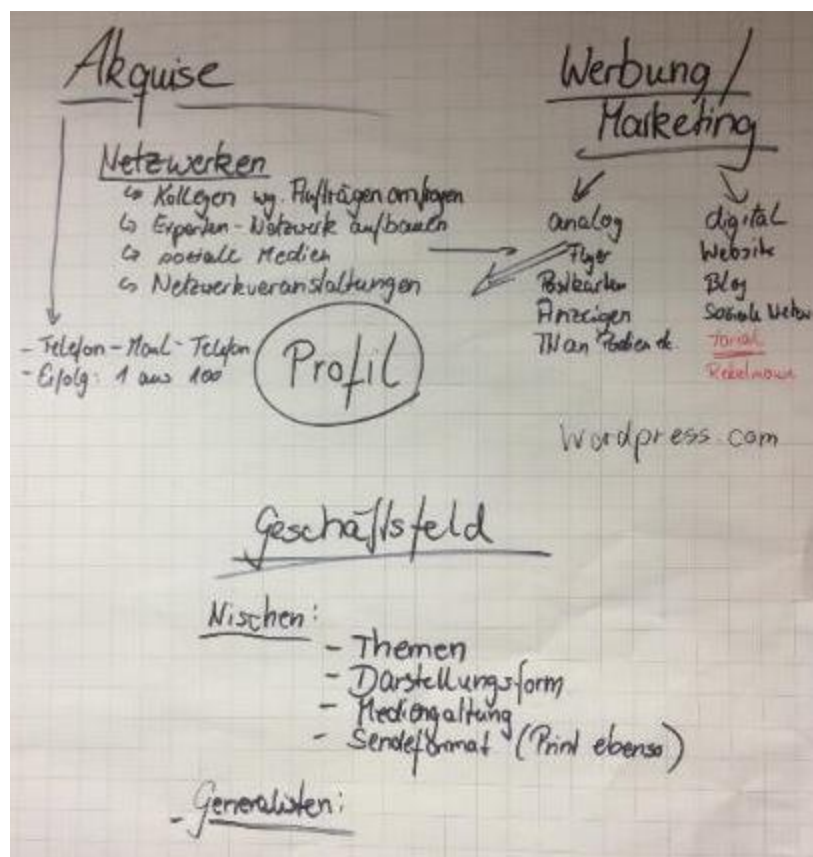 Akquise
Netzwerken
Kollegen wg. Aufträgen anfragen
Experten-Netzwerk aufbauen
soziale Medien
Netzwerkveranstaltungen
- Telefon - Mail - Telefon
- Erfolg: 1 aus 100
Profil
Werbung /
Marketing
analog
Flyer
Postkarten
Anzeigen
TN an Podien etc.
digital
Website
Blog
Soziale
Torial
Rebelmouse
Wordpress.com
Geschäftsfeld
Nischen:
- Themen
- Darstellungsform
- Mediengattung
- Sendeformat (Print ebenso)
- Generalisten: